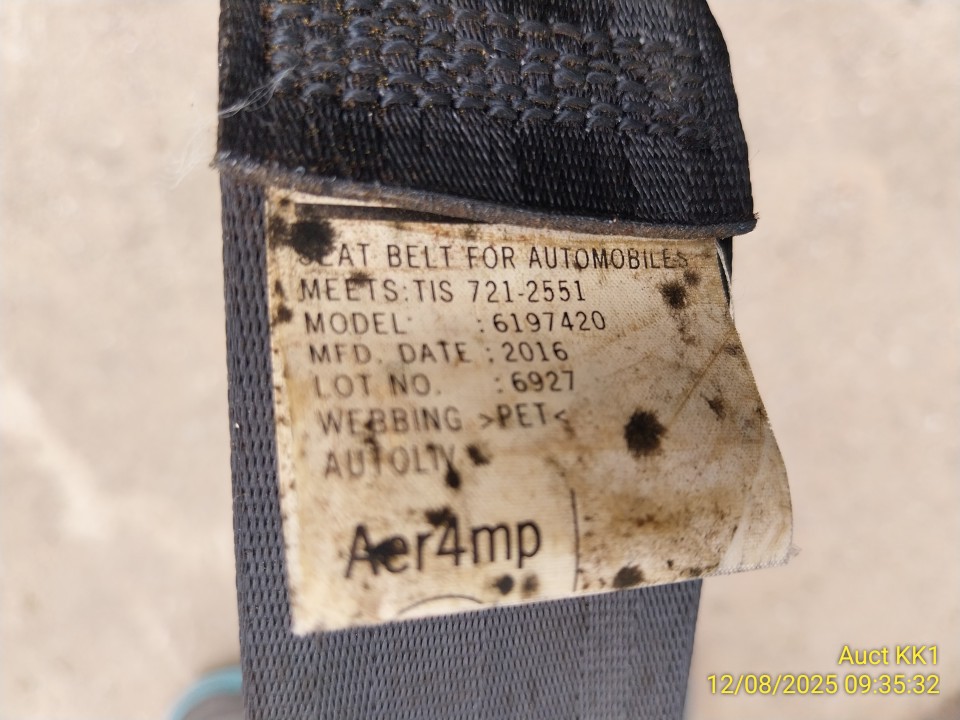 SEAT BELT FOR AUTOMOBILES
MEETS:TIS 721-2551
MODEL :6197420
MFD. DATE :2016
LOT NO. :6927
WEBBING >PET<
AUTOLIV
Aer4mp
Auct KK1
12/08/2025 09:35:32